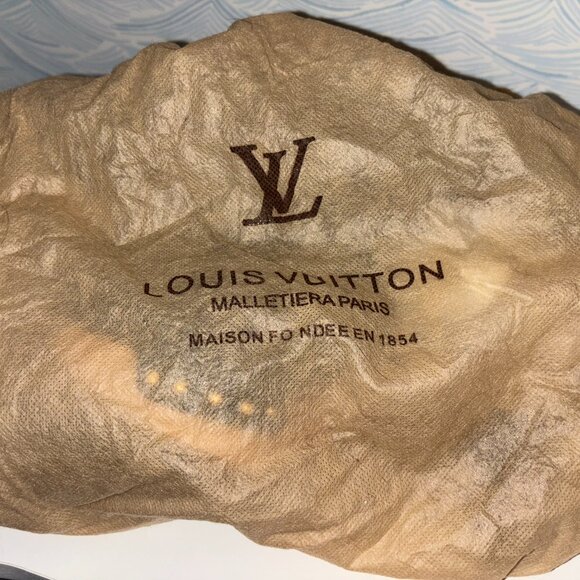 LV
LOUIS VUITTON
MALLETIERA PARIS
MAISON FO NDEE EN 1854